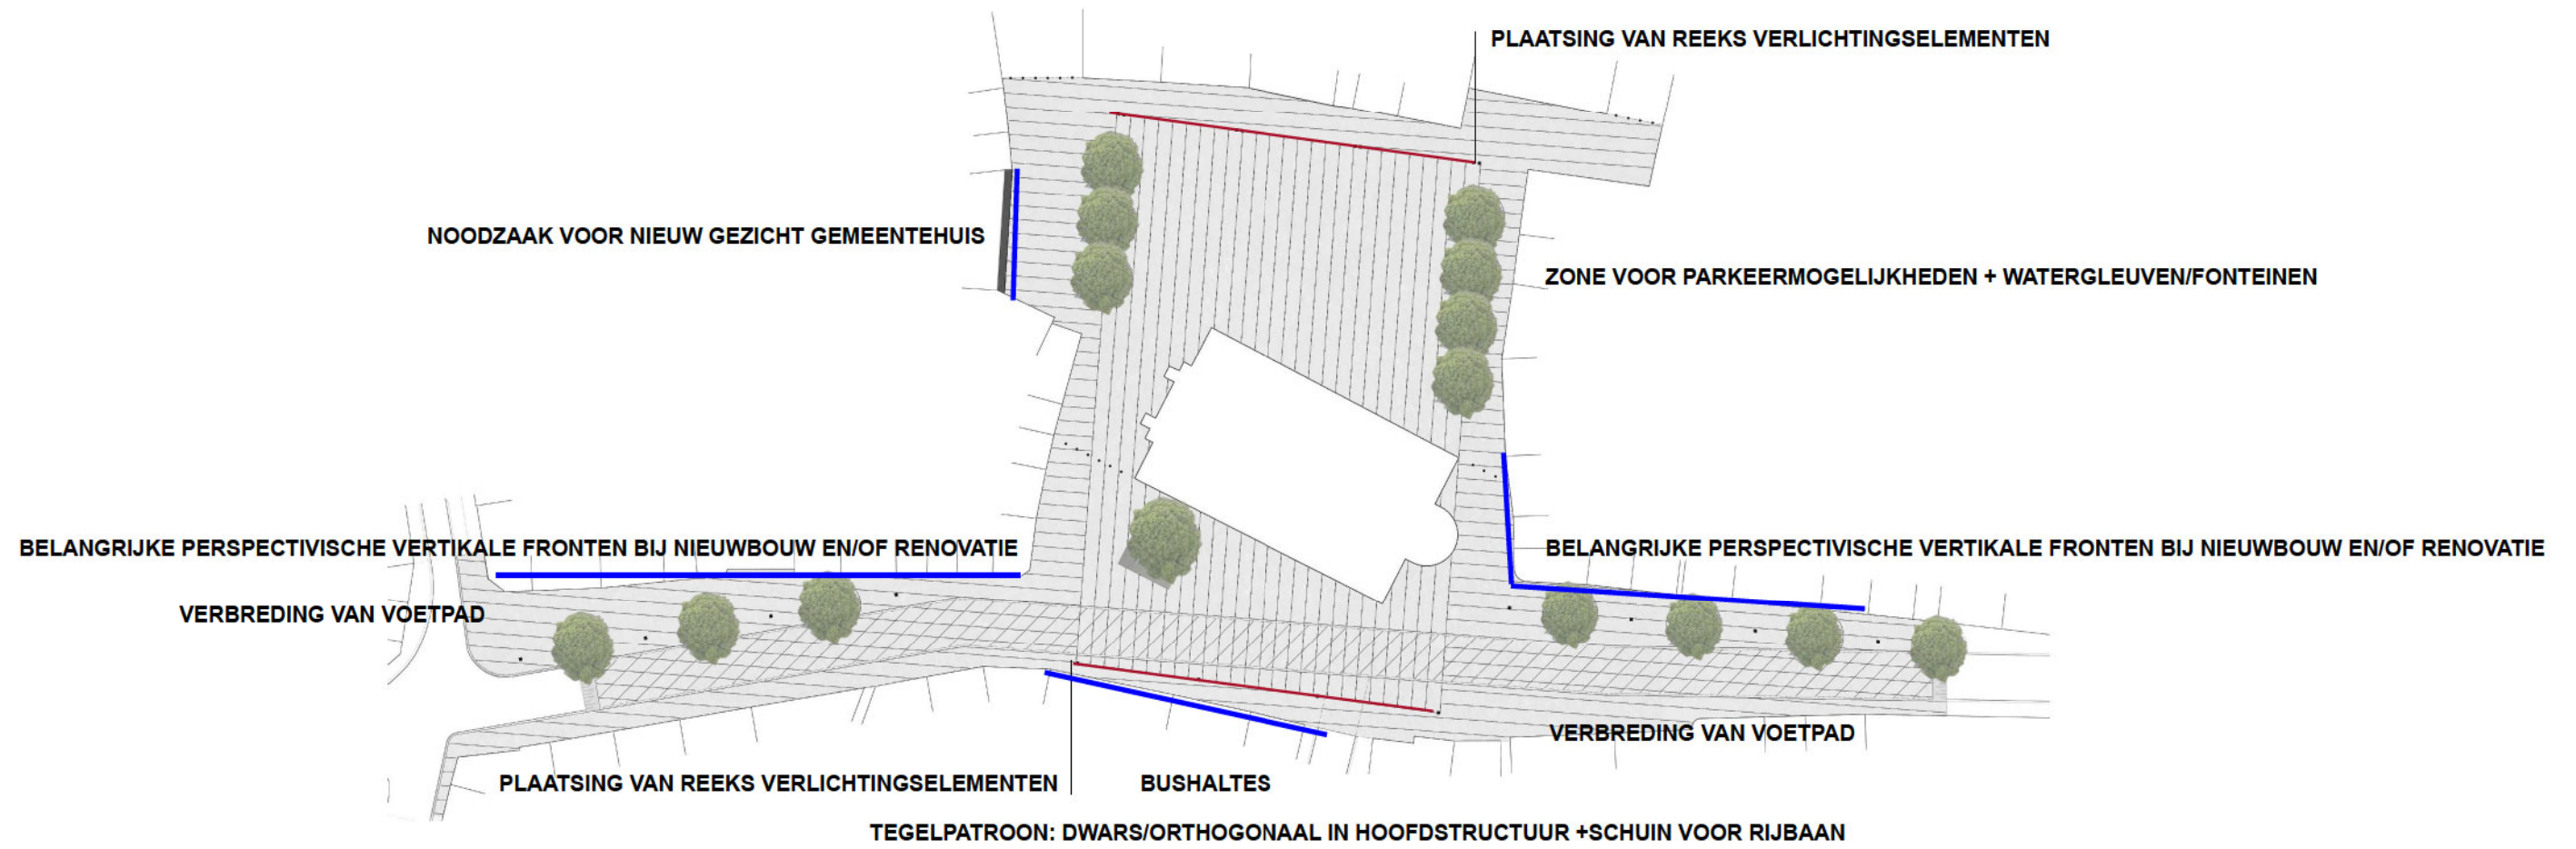 PLAATSING VAN REEKS VERLICHTINGSELEMENTEN
NOODZAAK VOOR NIEUW GEZICHT GEMEENTEHUIS
ZONE VOOR PARKEERMOGELIJKHEDEN + WATERGLEUVEN/FONTEINEN
BELANGRIJKE PERSPECTIVISCHE VERTIKALE FRONTEN BIJ NIEUWBOUW EN/OF RENOVATIE
BELANGRIJKE PERSPECTIVISCHE VERTIKALE FRONTEN BIJ NIEUWBOUW EN/OF RENOVATIE
VERBREDING VAN VOETPAD
VERBREDING VAN VOETPAD
PLAATSING VAN REEKS VERLICHTINGSELEMENTEN
BUSHALTES
TEGELPATROON: DWARS/ORTHOGONAAL IN HOOFDSTRUCTUUR +SCHUIN VOOR RIJBAAN